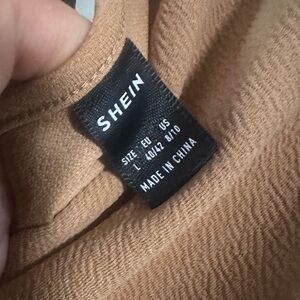 SHEIN
SIZE EU US
L 40/42 8/10
MADE IN CHINA